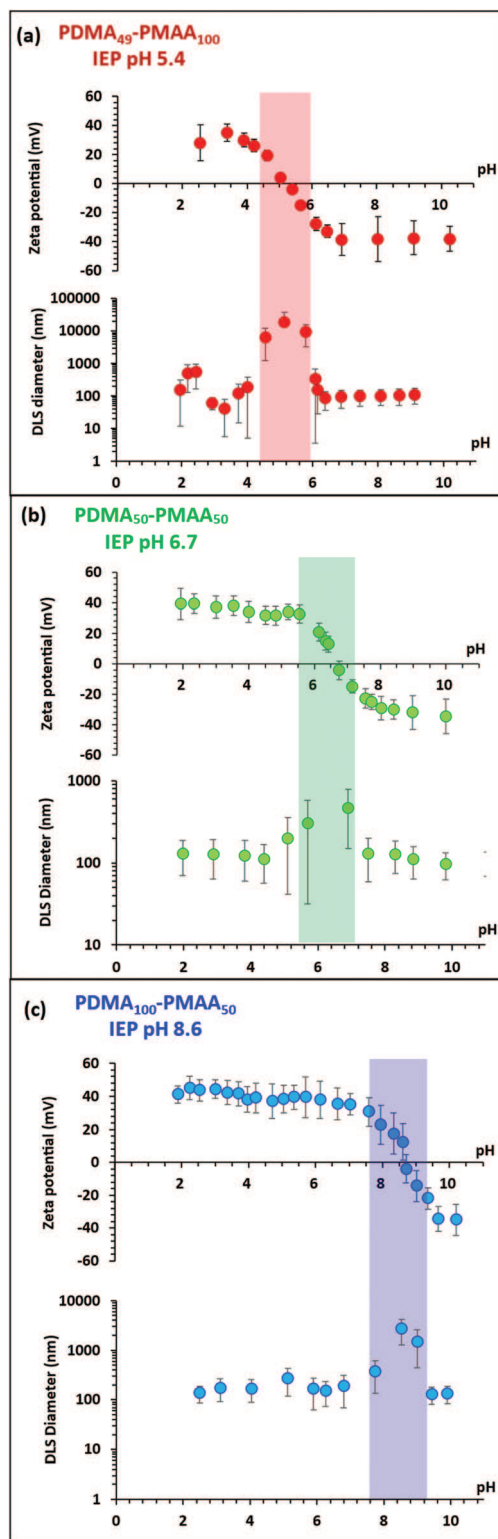 (a)
PDMA₄₉-PMAA₁₀₀
IEP pH 5.4
Zeta potential (mV)
60
40
20
0
-20
-40
-60
pH
2 4 6 8 10
DLS diameter (nm)
100000
10000
1000
100
10
1
pH
0 2 4 6 8 10
(b)
PDMA₅₀-PMAA₅₀
IEP pH 6.7
Zeta potential (mV)
60
40
20
0
-20
-40
-60
pH
0 2 4 6 8 10
DLS Diameter (nm)
1000
100
10
pH
0 2 4 6 8 10
(c)
PDMA₁₀₀-PMAA₅₀
IEP pH 8.6
Zeta potential (mV)
60
40
20
0
-20
-40
-60
pH
0 2 4 6 8 10
DLS Diameter (nm)
10000
1000
100
10
1
pH
0 2 4 6 8 10